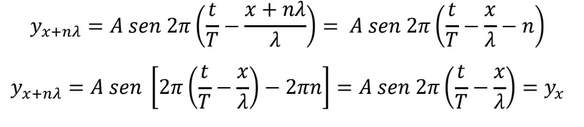 y_{x+nλ} = A sen 2π (t/T − (x + nλ)/λ) = A sen 2π (t/T − x/λ − n)
y_{x+nλ} = A sen [2π (t/T − x/λ) − 2πn] = A sen 2π (t/T − x/λ) = y_x